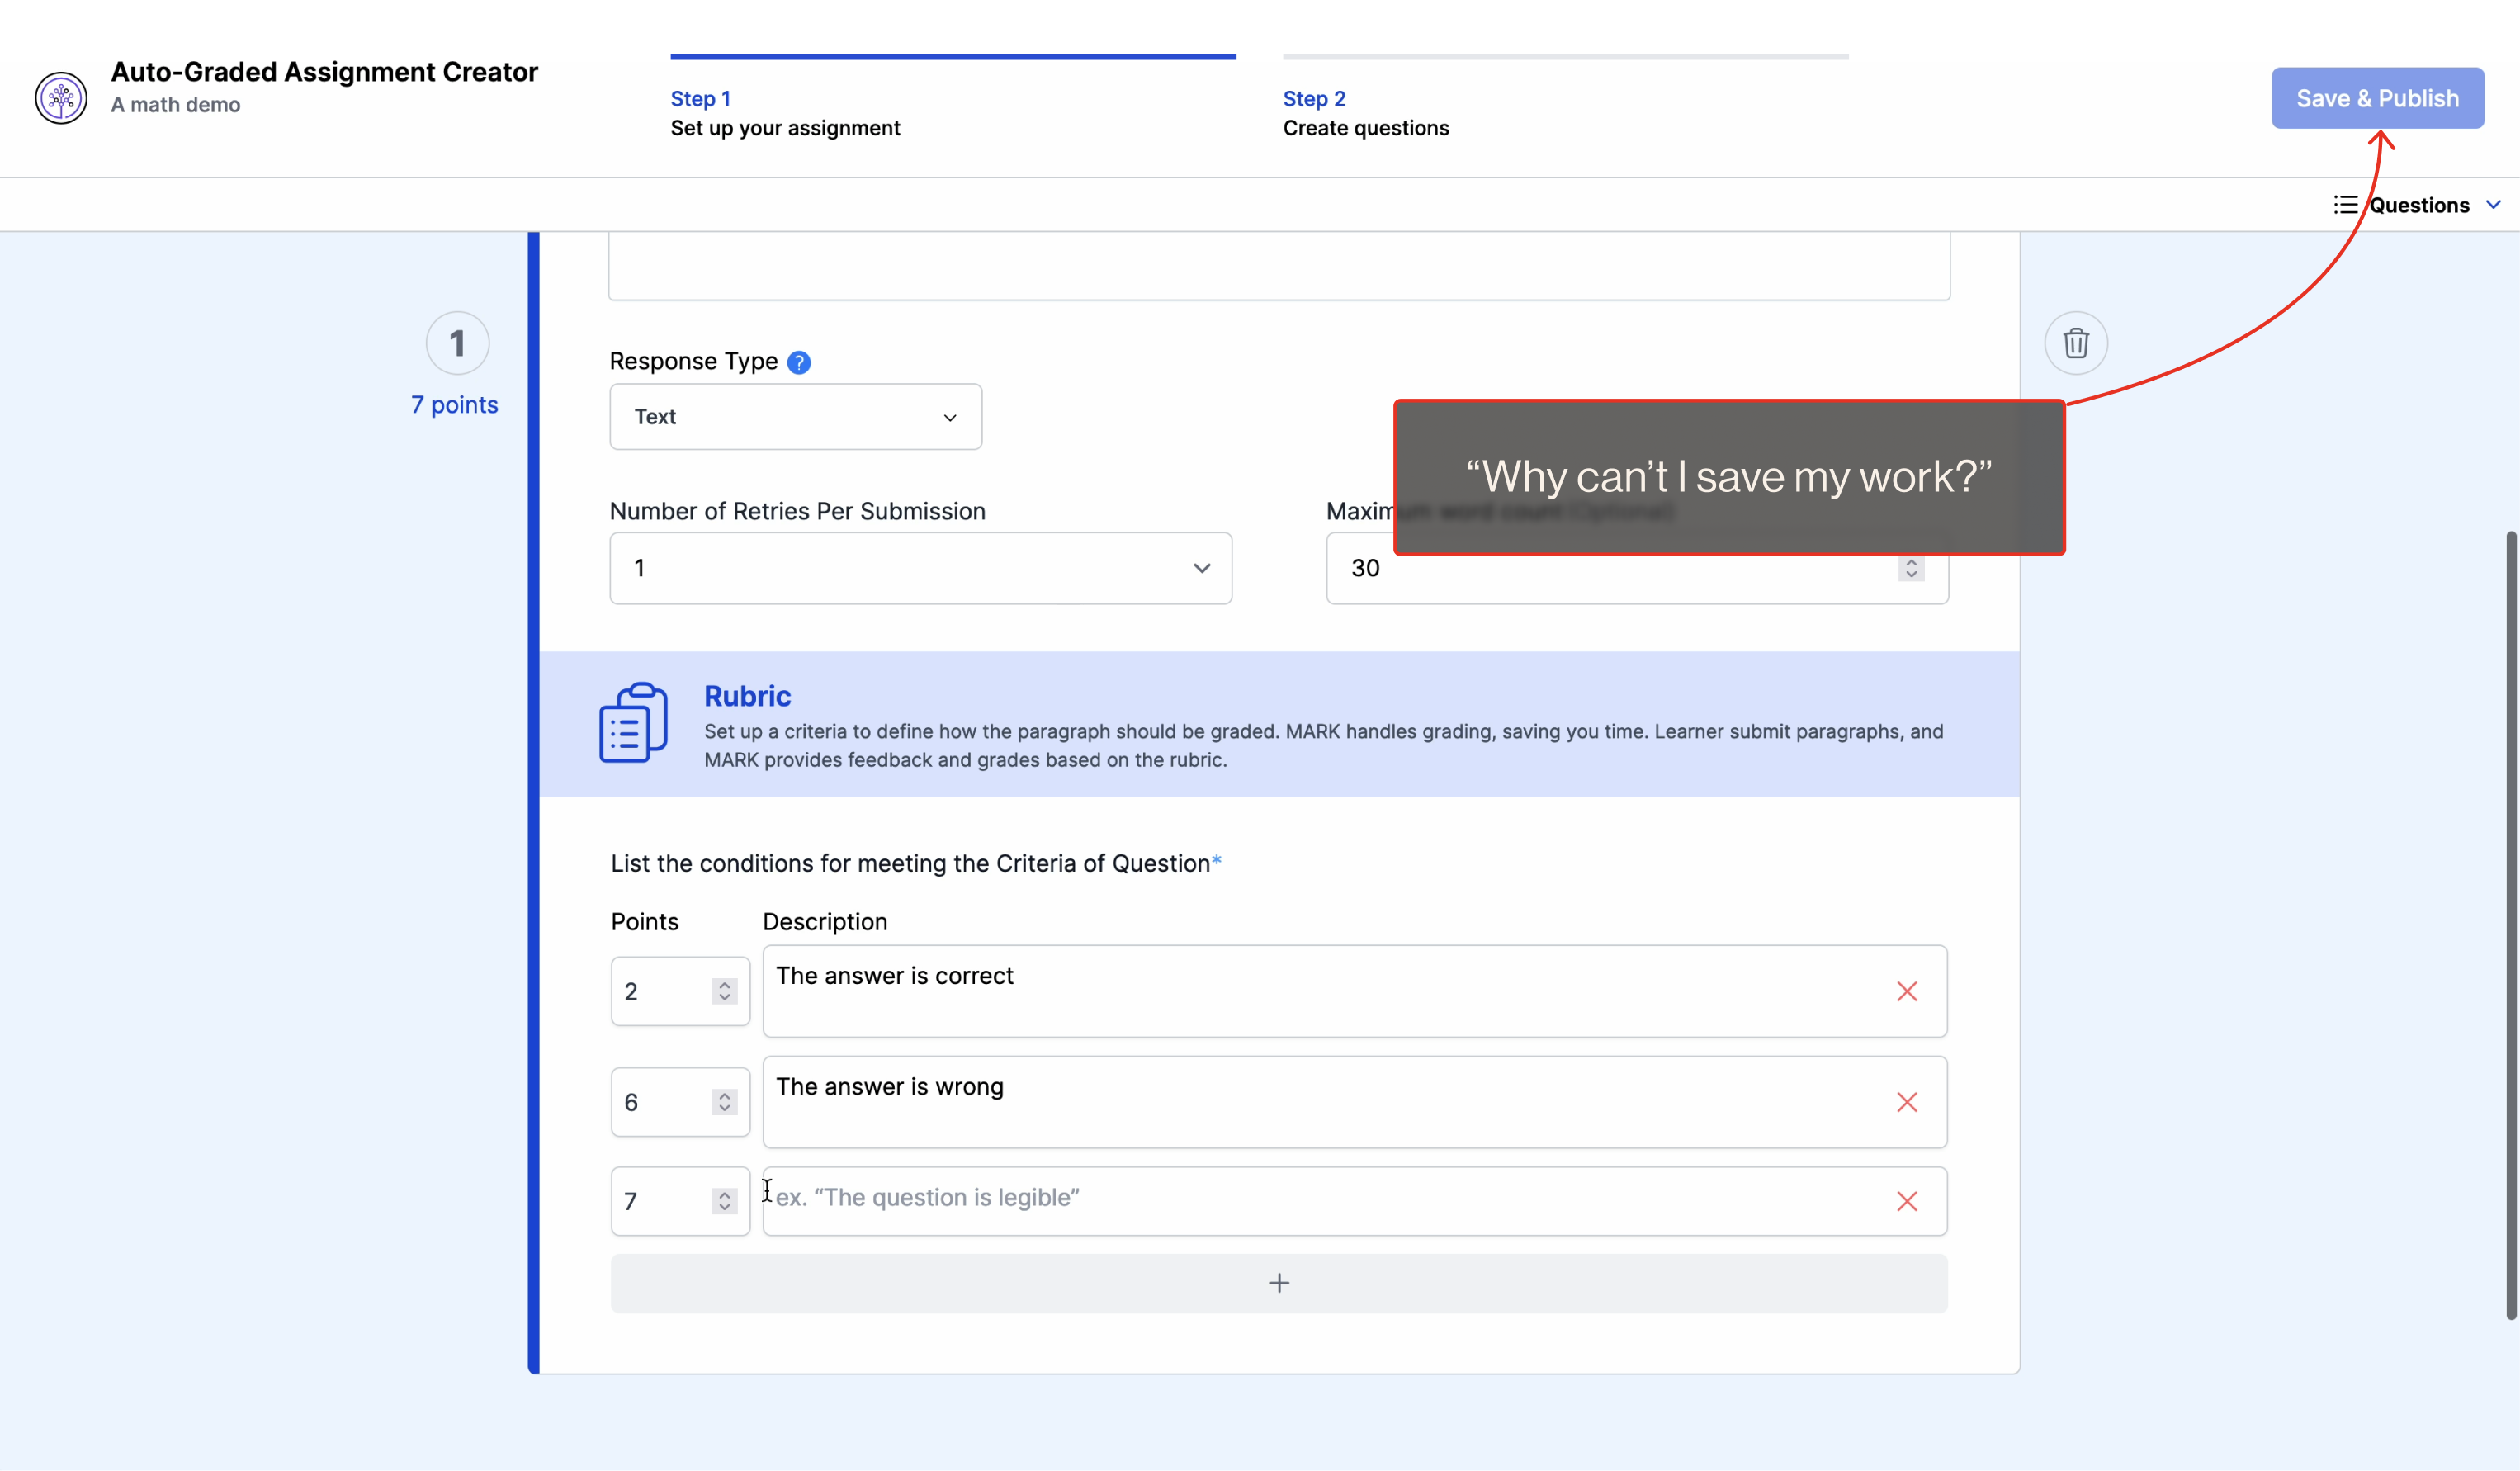 Auto-Graded Assignment Creator
A math demo
Step 1
Set up your assignment
Step 2
Create questions
Save & Publish
Questions
1
7 points
Response Type ?
Text
“Why can’t I save my work?”
Number of Retries Per Submission
1
Maximum word count (Optional)
30
Rubric
Set up a criteria to define how the paragraph should be graded. MARK handles grading, saving you time. Learner submit paragraphs, and
MARK provides feedback and grades based on the rubric.
List the conditions for meeting the Criteria of Question*
Points
Description
2
The answer is correct
6
The answer is wrong
7
ex. “The question is legible”